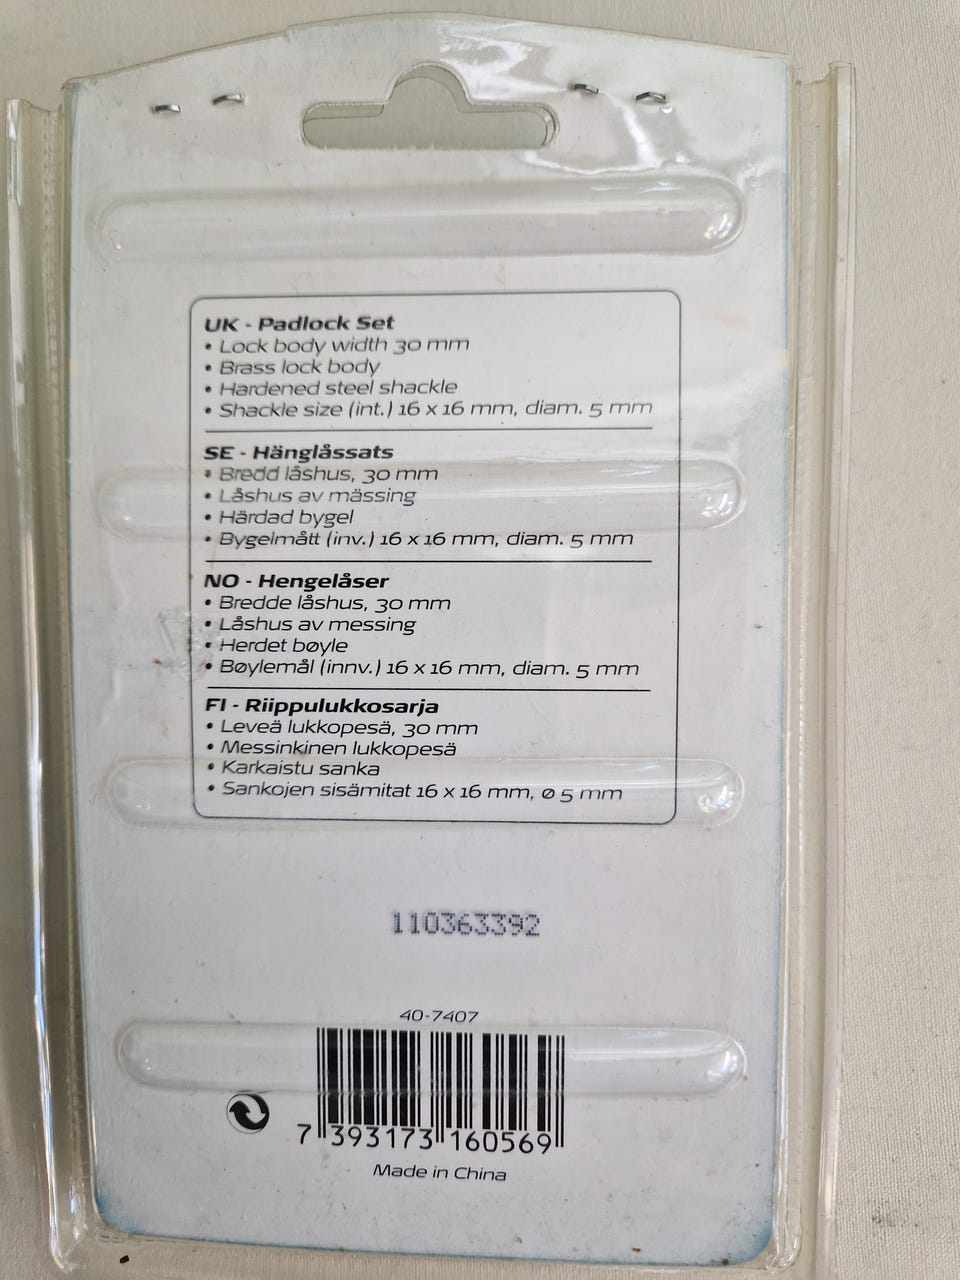 UK - Padlock Set
• Lock body width 30 mm
• Brass lock body
• Hardened steel shackle
• Shackle size (int.) 16 x 16 mm, diam. 5 mm
SE - Hänglåssats
• Bredd låshus, 30 mm
• Låshus av mässing
• Härdad bygel
• Bygelmått (inv.) 16 x 16 mm, diam. 5 mm
NO - Hengelåser
• Bredde låshus, 30 mm
• Låshus av messing
• Herdet bøyle
• Bøylemål (innv.) 16 x 16 mm, diam. 5 mm
FI - Riippulukkosarja
• Leveä lukkopesä, 30 mm
• Messinkinen lukkopesä
• Karkaistu sanka
• Sankojen sisämitat 16 x 16 mm, ø 5 mm
110363392
40-7407
7 393173 160569
Made in China